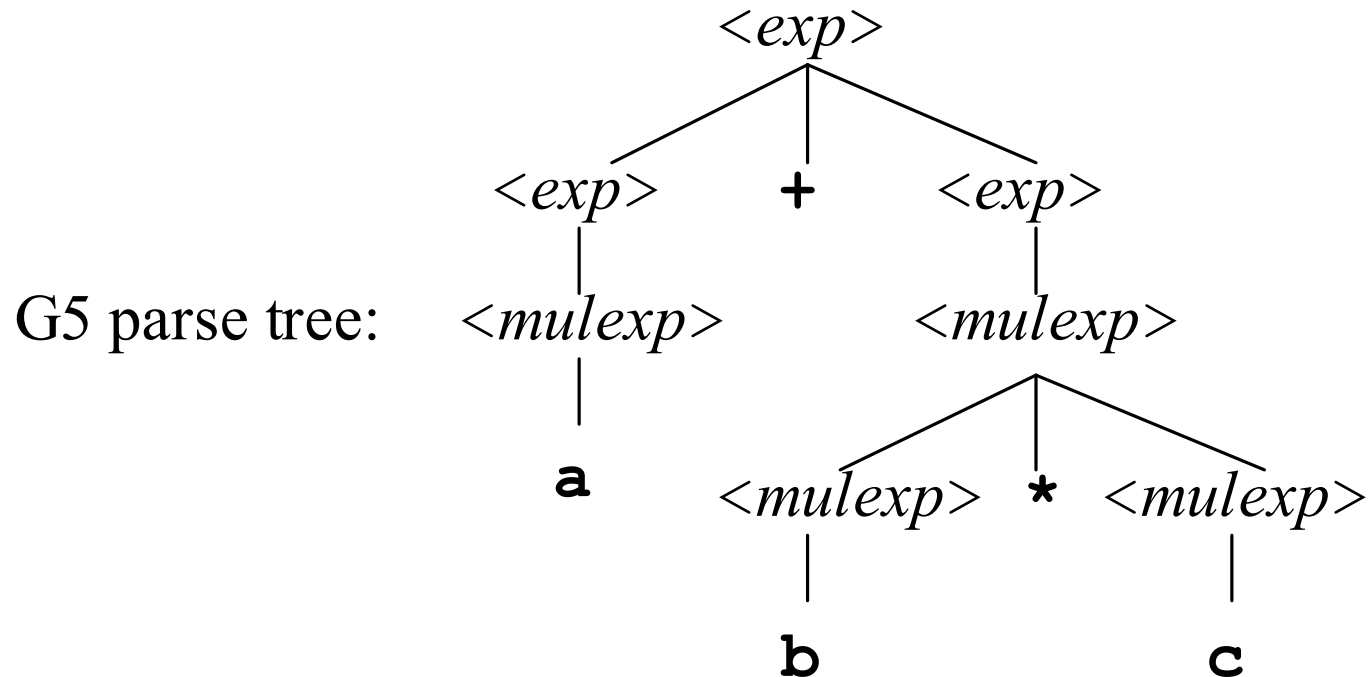 <exp>
<exp> + <exp>
G5 parse tree: <mulexp> <mulexp>
a
<mulexp> * <mulexp>
b c